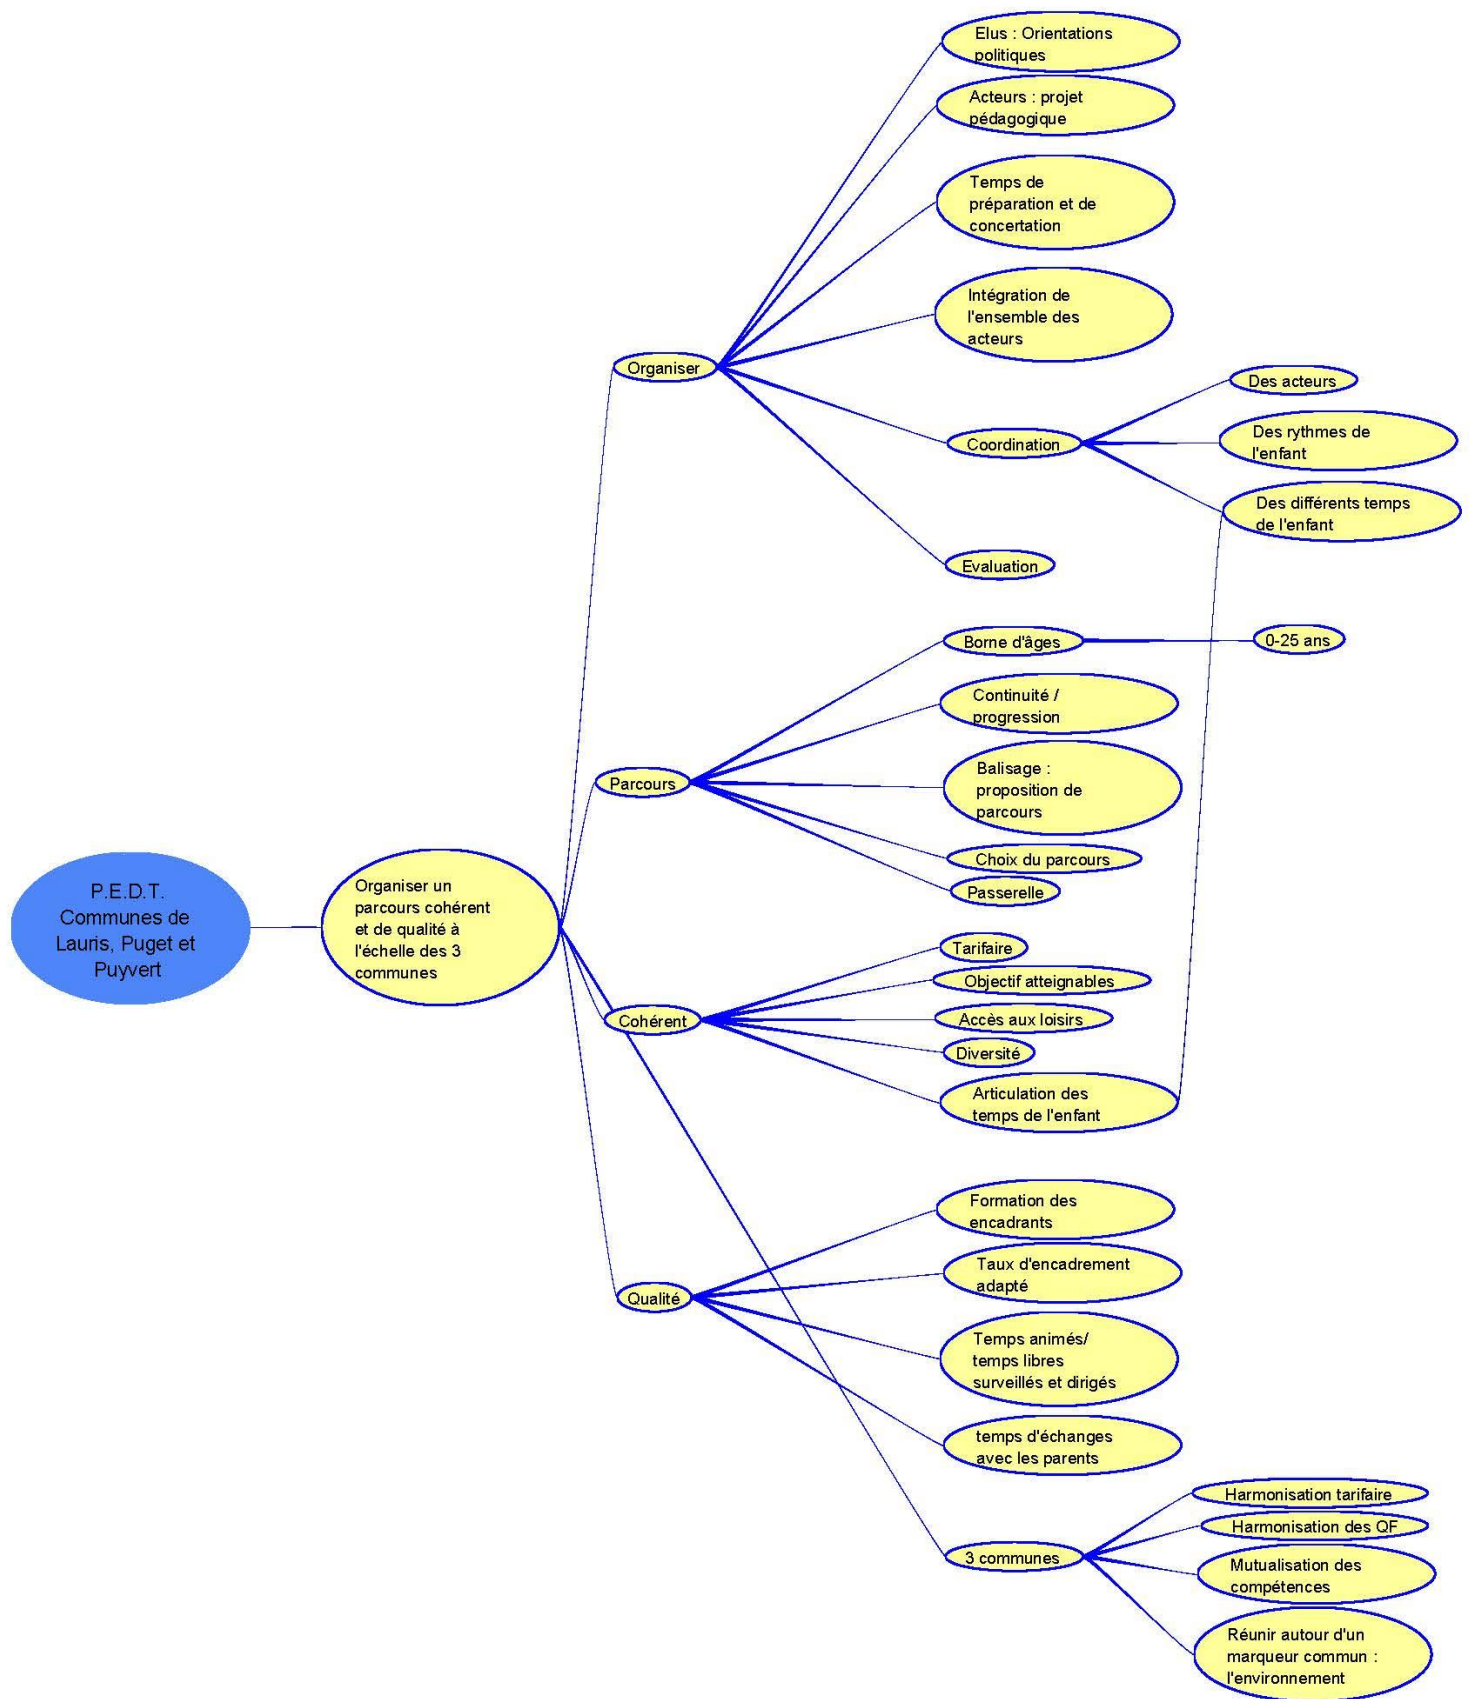 P.E.D.T.
Communes de
Lauris, Puget et
Puyvert
Organiser un
parcours cohérent
et de qualité à
l'échelle des 3
communes
Organiser
Elus : Orientations
politiques
Acteurs : projet
pédagogique
Temps de
préparation et de
concertation
Intégration de
l'ensemble des
acteurs
Coordination
Des acteurs
Des rythmes de
l'enfant
Des différents temps
de l'enfant
Evaluation
Parcours
Borne d'âges
0-25 ans
Continuité /
progression
Balisage :
proposition de
parcours
Choix du parcours
Passerelle
Cohérent
Tarifaire
Objectif atteignables
Accès aux loisirs
Diversité
Articulation des
temps de l'enfant
Qualité
Formation des
encadrants
Taux d'encadrement
adapté
Temps animés/
temps libres
surveillés et dirigés
temps d'échanges
avec les parents
3 communes
Harmonisation tarifaire
Harmonisation des QF
Mutualisation des
compétences
Réunir autour d'un
marqueur commun :
l'environnement